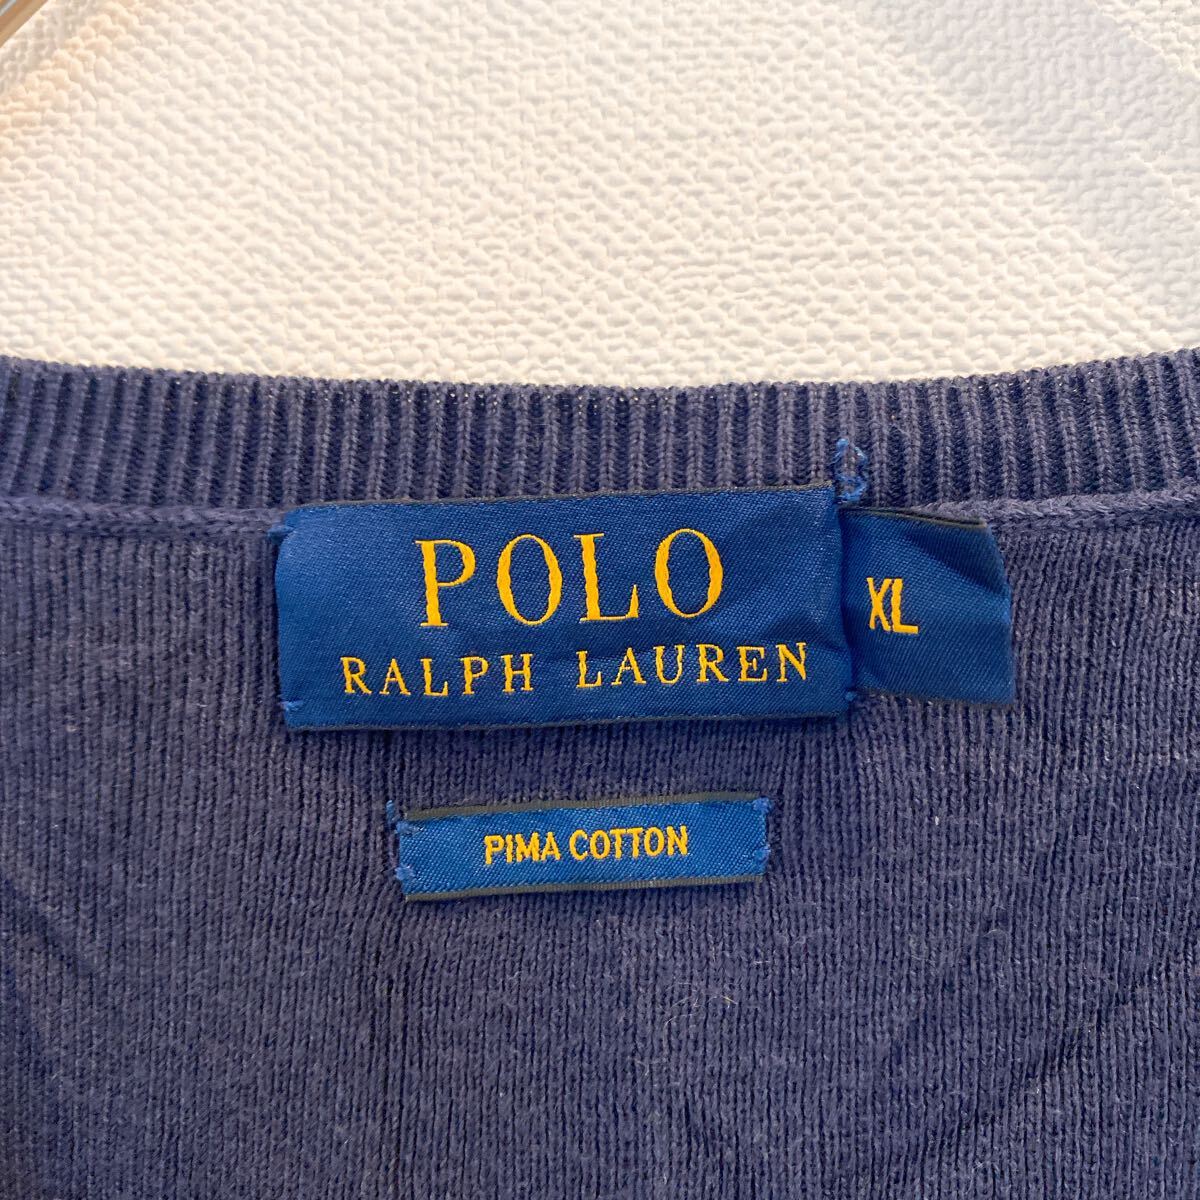 POLO
RALPH LAUREN
XL
PIMA COTTON